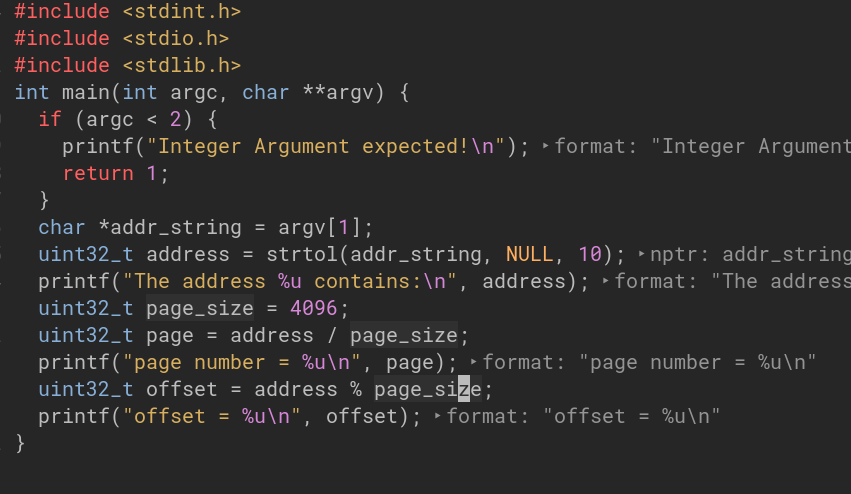 #include <stdint.h>
#include <stdio.h>
#include <stdlib.h>
int main(int argc, char **argv) {
  if (argc < 2) {
    printf("Integer Argument expected!\n"); ‣format: "Integer Argument
    return 1;
  }
  char *addr_string = argv[1];
  uint32_t address = strtol(addr_string, NULL, 10); ‣nptr: addr_string
  printf("The address %u contains:\n", address); ‣format: "The address
  uint32_t page_size = 4096;
  uint32_t page = address / page_size;
  printf("page number = %u\n", page); ‣format: "page number = %u\n"
  uint32_t offset = address % page_size;
  printf("offset = %u\n", offset); ‣format: "offset = %u\n"
}